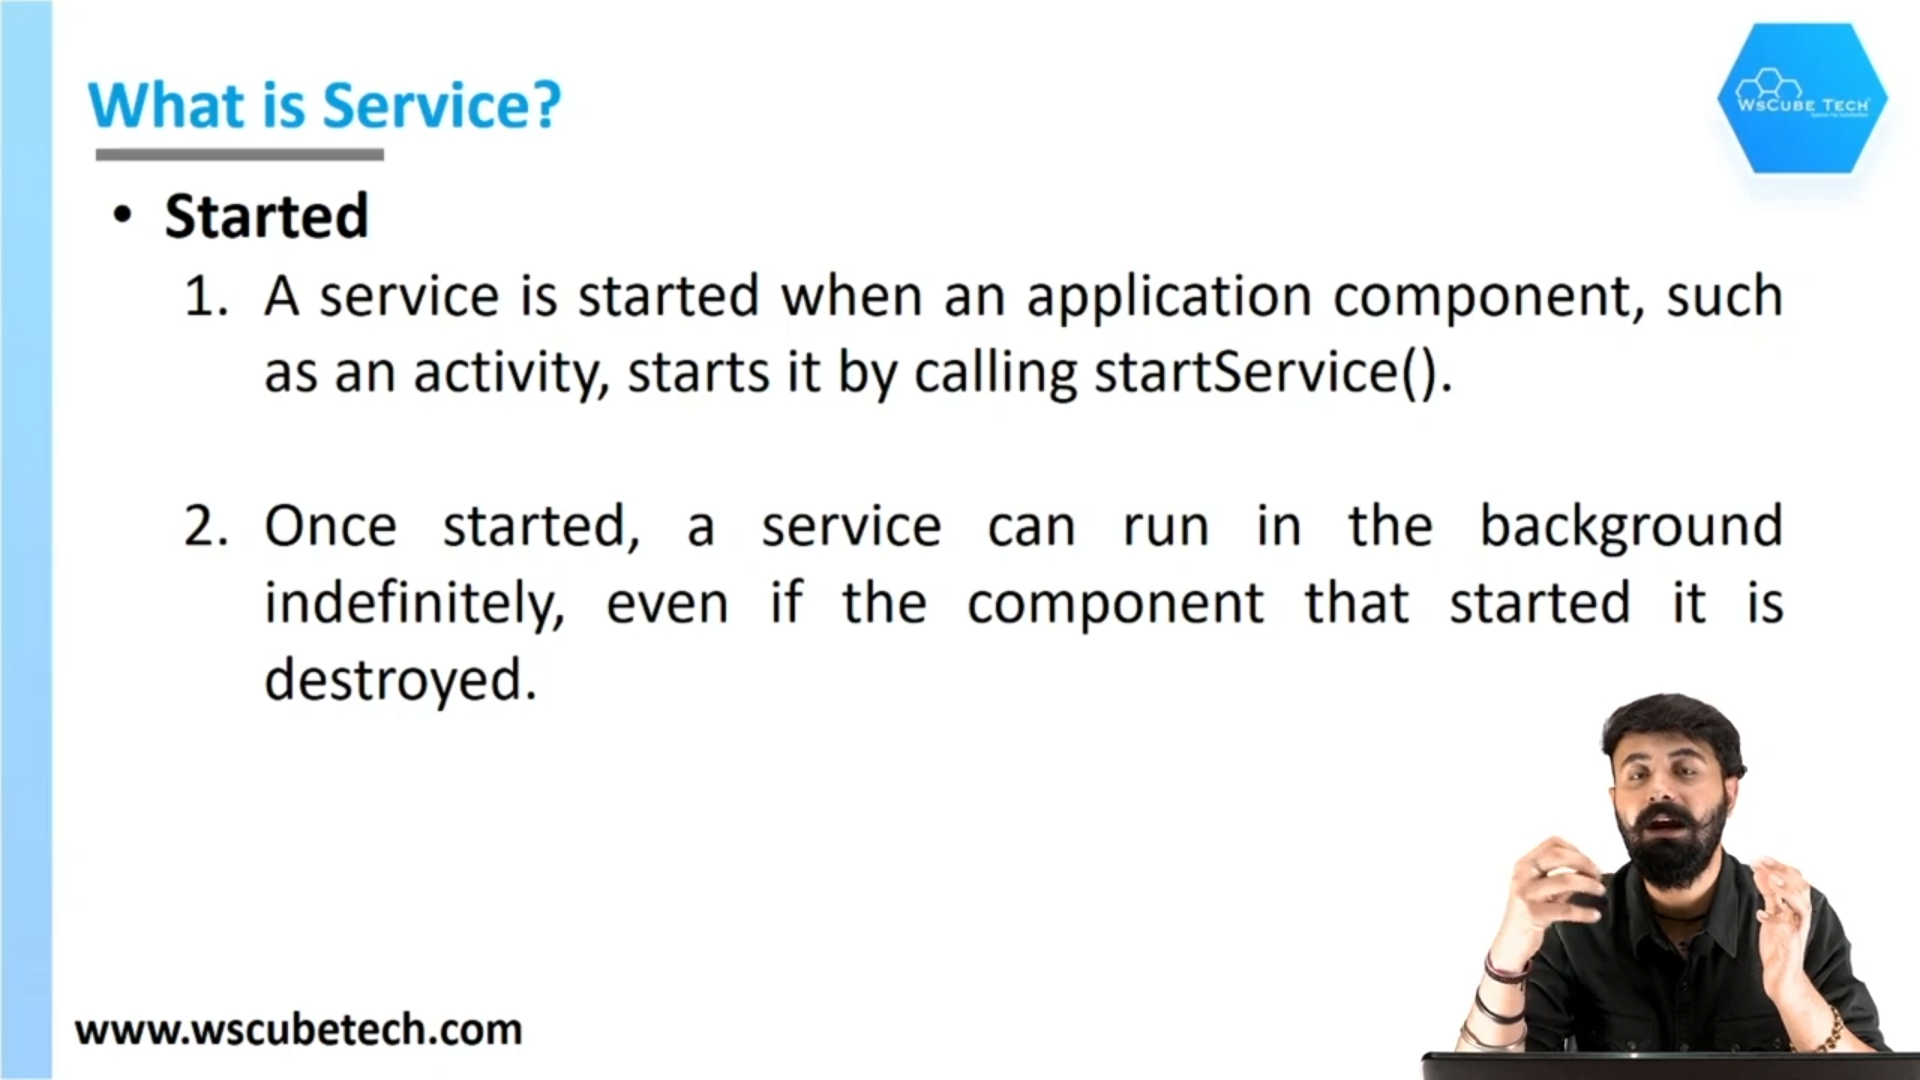 What is Service?
WsCube Tech
• Started
1. A service is started when an application component, such
as an activity, starts it by calling startService().
2. Once started, a service can run in the background
indefinitely, even if the component that started it is
destroyed.
www.wscubetech.com